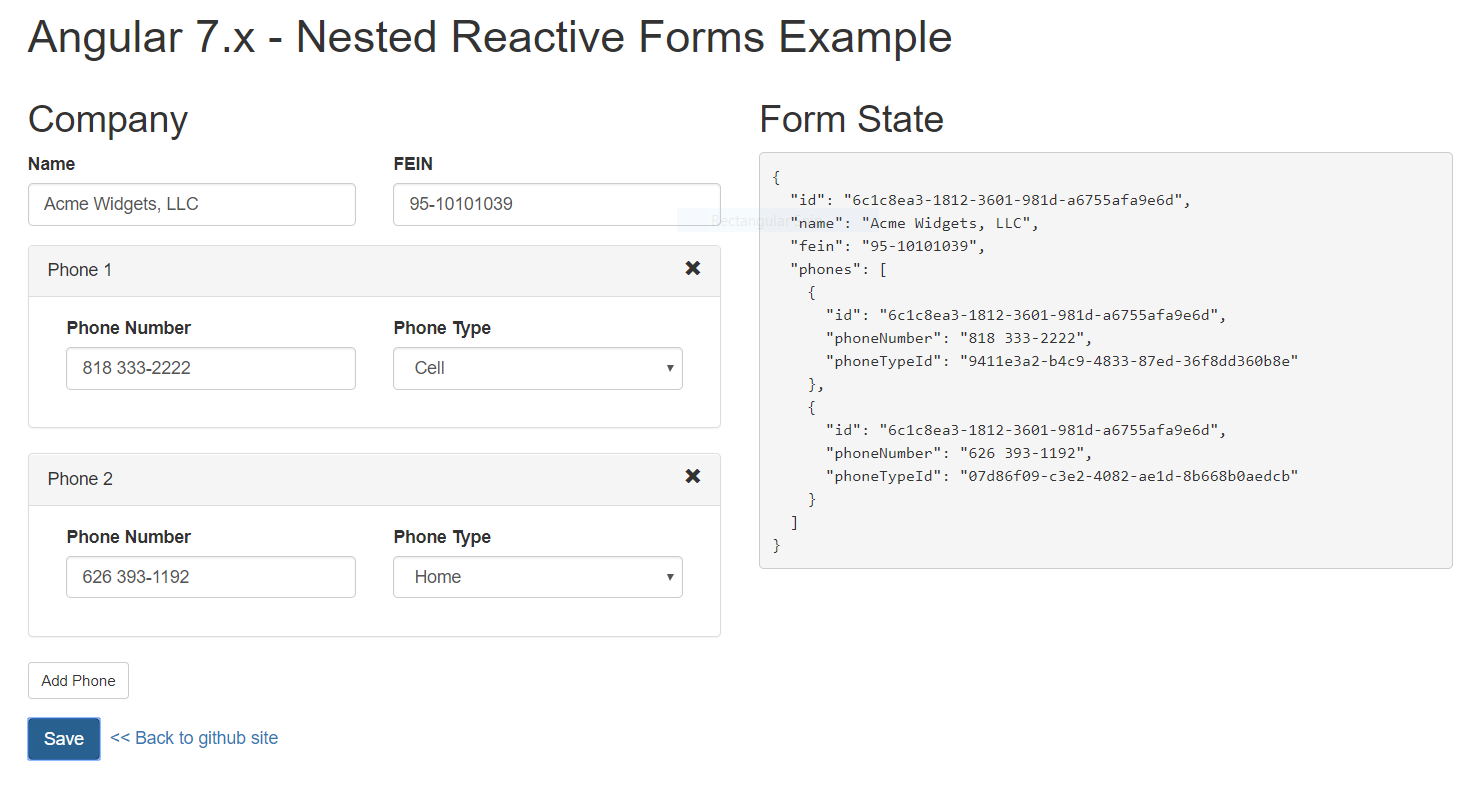 Angular 7.x - Nested Reactive Forms Example
Company
Name
FEIN
Acme Widgets, LLC
95-10101039
Phone 1
Phone Number
Phone Type
818 333-2222
Cell
Phone 2
Phone Number
Phone Type
626 393-1192
Home
Add Phone
Save
<< Back to github site
Form State
{
"id": "6c1c8ea3-1812-3601-981d-a6755afa9e6d",
"name": "Acme Widgets, LLC",
"fein": "95-10101039",
"phones": [
{
"id": "6c1c8ea3-1812-3601-981d-a6755afa9e6d",
"phoneNumber": "818 333-2222",
"phoneTypeId": "9411e3a2-b4c9-4833-87ed-36f8dd360b8e"
},
{
"id": "6c1c8ea3-1812-3601-981d-a6755afa9e6d",
"phoneNumber": "626 393-1192",
"phoneTypeId": "07d86f09-c3e2-4082-ae1d-8b668b0aedcb"
}
]
}
Rectangular